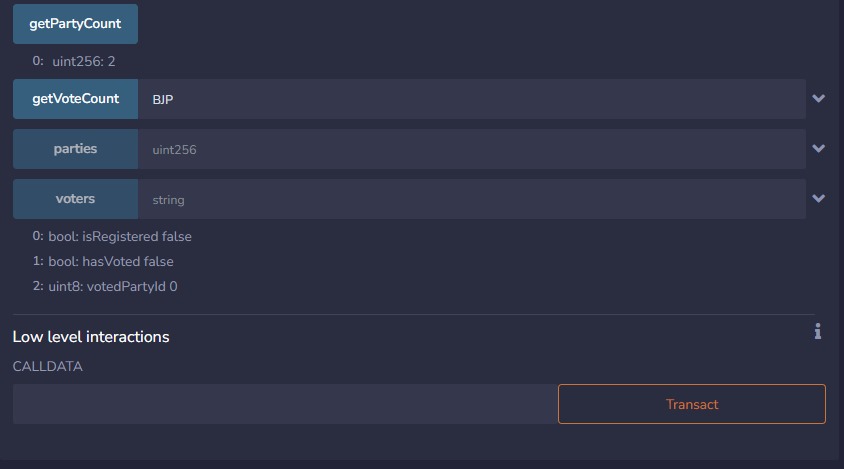 getPartyCount
0: uint256: 2
getVoteCount BJP
parties uint256
voters string
0: bool: isRegistered false
1: bool: hasVoted false
2: uint8: votedPartyId 0
Low level interactions
CALLDATA
Transact